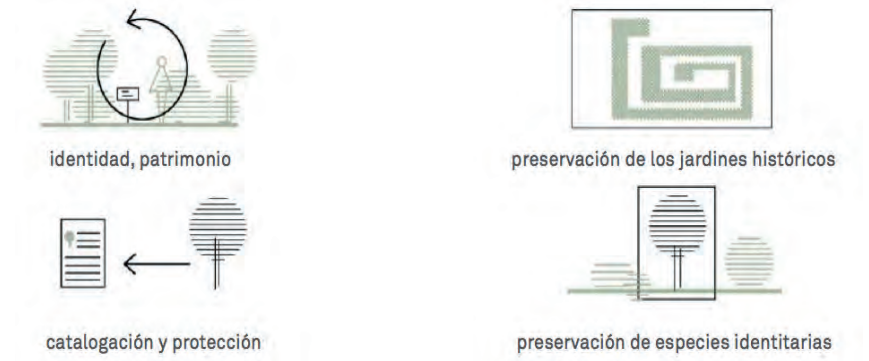 identidad, patrimonio
preservación de los jardines históricos
catalogación y protección
preservación de especies identitarias